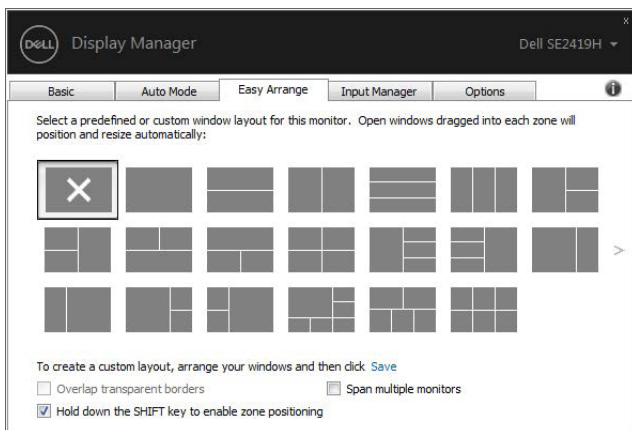 x
DELL Display Manager Dell SE2419H
Basic Auto Mode Easy Arrange Input Manager Options i
Select a predefined or custom window layout for this monitor. Open windows dragged into each zone will
position and resize automatically:
>
To create a custom layout, arrange your windows and then click Save
Overlap transparent borders Span multiple monitors
Hold down the SHIFT key to enable zone positioning